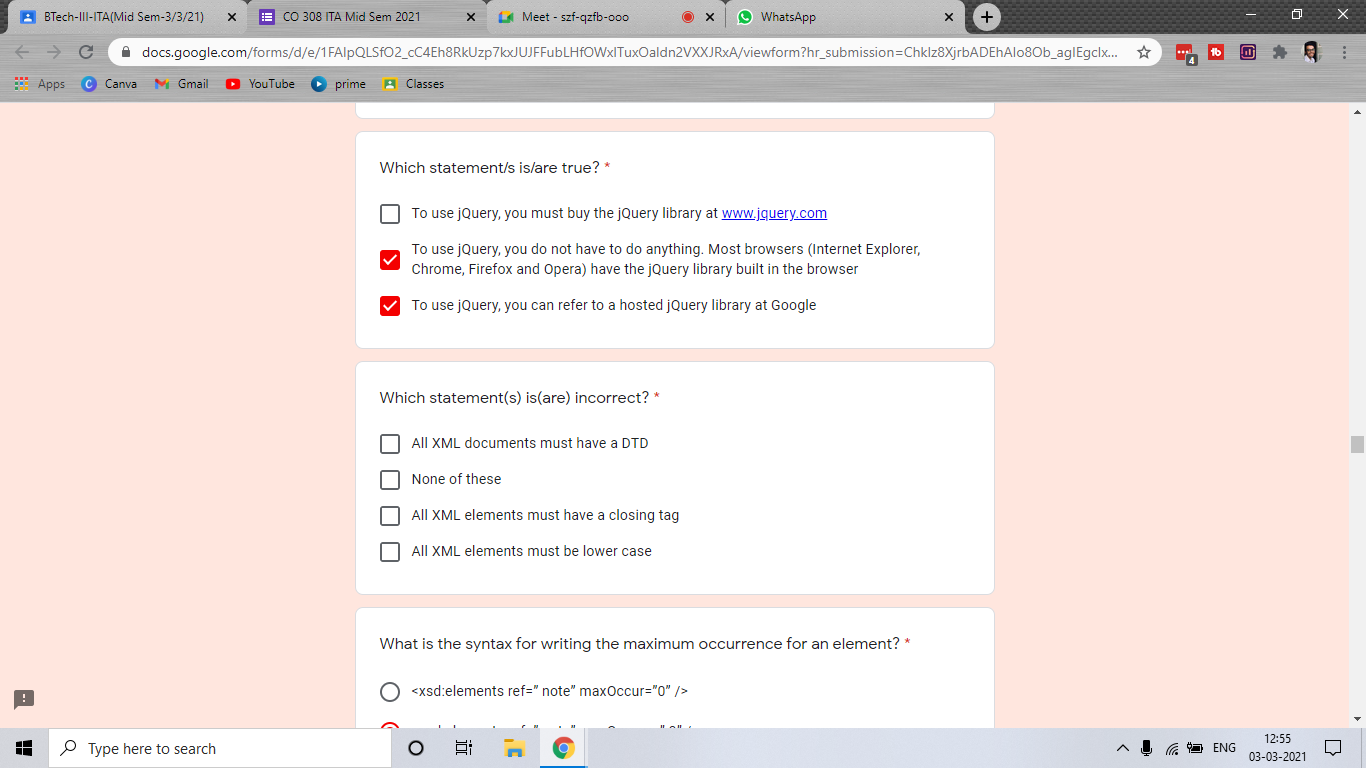 BTech-III-ITA(Mid Sem-3/3/21)
CO 308 ITA Mid Sem 2021
Meet - szf-qzfb-ooo
WhatsApp
docs.google.com/forms/d/e/1FAIpQLSfO2_cC4Eh8RkUzp7kxJUJFFubLHfOWxITuxOaldn2VXXJRxA/viewform?hr_submission=ChkIz8XjrbADEhAIo8Ob_agIEgcIx...
4
Apps
Canva
Gmail
YouTube
prime
Classes
Which statement/s is/are true? *
To use jQuery, you must buy the jQuery library at www.jquery.com
To use jQuery, you do not have to do anything. Most browsers (Internet Explorer,
Chrome, Firefox and Opera) have the jQuery library built in the browser
To use jQuery, you can refer to a hosted jQuery library at Google
Which statement(s) is(are) incorrect? *
All XML documents must have a DTD
None of these
All XML elements must have a closing tag
All XML elements must be lower case
What is the syntax for writing the maximum occurrence for an element? *
<xsd:elements ref=” note” maxOccur=”0” />
Type here to search
ENG
12:55
03-03-2021